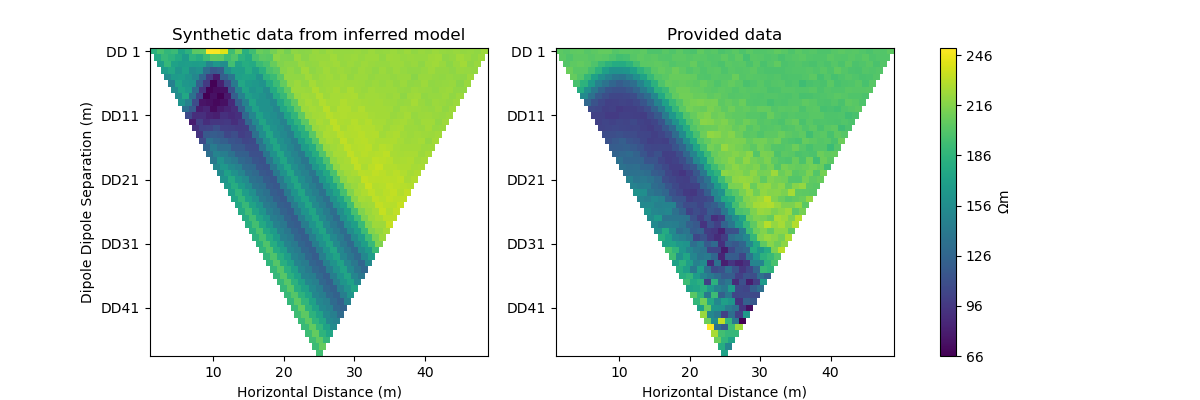 Synthetic data from inferred model
Provided data
DD 1
DD11
DD21
DD31
DD41
Dipole Dipole Separation (m)
10 20 30 40
Horizontal Distance (m)
DD 1
DD11
DD21
DD31
DD41
10 20 30 40
Horizontal Distance (m)
246
216
186
156
126
96
66
Ωm